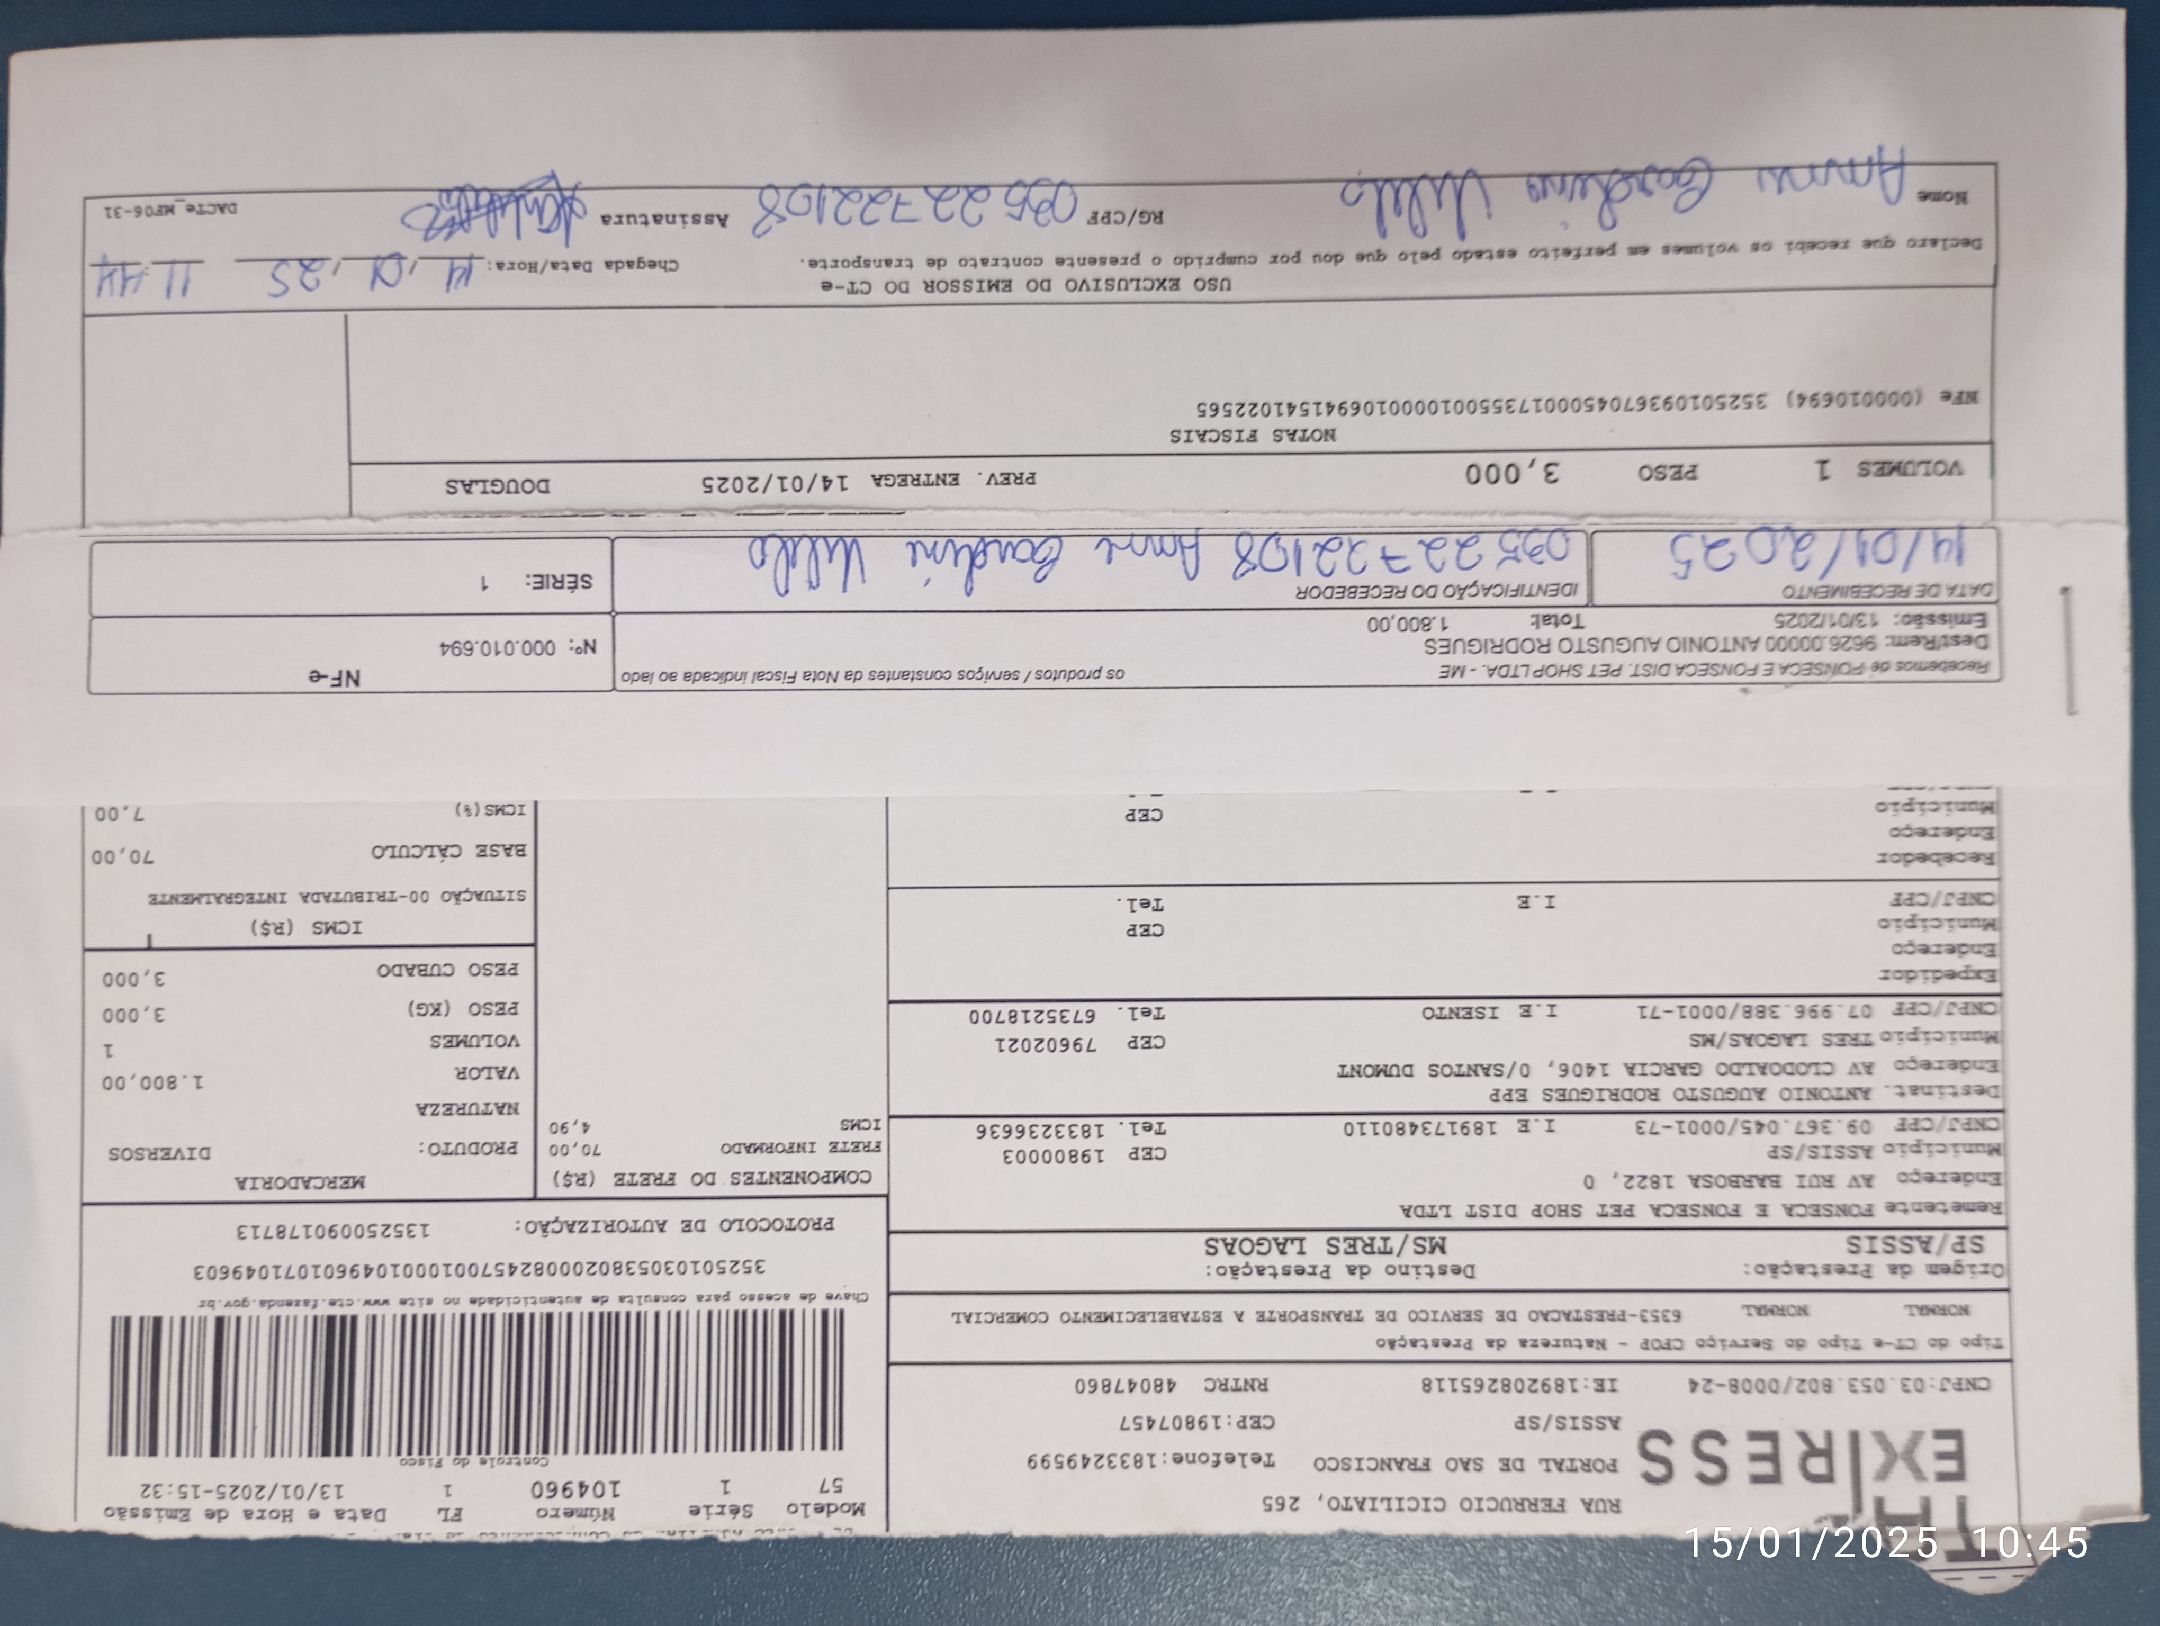 TH
EX RESS
RUA FERRUCIO CICILIATO, 265
PORTAL DE SAO FRANCISCO Telefone:1833249599
ASSIS/SP CEP:19807457
CNPJ:03.053.802/0008-24 IE:189208265118 RNTRC 48047860
Modelo Série Número FL Data e Hora de Emissão
57 1 104960 1 13/01/2025-15:32
Controle do Fisco
Chave de acesso para consulta de autenticidade no site www.cte.fazenda.gov.br
35250103053802000824570010001049601071049603
PROTOCOLO DE AUTORIZAÇÃO: 135250090178713
Tipo do CT-e Tipo do Serviço CFOP - Natureza da Prestação
NORMAL NORMAL 6353-PRESTACAO DE SERVICO DE TRANSPORTE A ESTABELECIMENTO COMERCIAL
Origem da Prestação: Destino da Prestação:
SP/ASSIS MS/TRES LAGOAS
Remetente FONSECA E FONSECA PET SHOP DIST LTDA
Endereço AV RUI BARBOSA 1822, 0
Município ASSIS/SP CEP 19800003
CNPJ/CPF 09.367.045/0001-73 I.E 189173480110 Tel. 1833236636
Destinat. ANTONIO AUGUSTO RODRIGUES EPP
Endereço AV CLODOALDO GARCIA 1406, 0/SANTOS DUMONT
Município TRES LAGOAS/MS CEP 79602021
CNPJ/CPF 07.996.388/0001-71 I.E ISENTO Tel. 6735218700
Expedidor
Endereço
Município CEP
CNPJ/CPF I.E Tel.
Recebedor
Endereço
Município CEP
COMPONENTES DO FRETE (R$)
FRETE INFORMADO 70,00
ICMS 4,90
MERCADORIA
PRODUTO: DIVERSOS
NATUREZA
VALOR 1.800,00
VOLUMES 1
PESO (KG) 3,000
PESO CUBADO 3,000
ICMS (R$)
SITUAÇÃO 00-TRIBUTADA INTEGRALMENTE
BASE CÁLCULO 70,00
ICMS(%) 7,00
Recebemos de FONSECA E FONSECA DIST. PET SHOP LTDA. - ME os produtos / serviços constantes da Nota Fiscal indicada ao lado
Dest/Rem: 9626.00000 ANTONIO AUGUSTO RODRIGUES
Emissão: 13/01/2025 Total: 1.800,00
NF-e
Nº: 000.010.694
SÉRIE: 1
DATA DE RECEBIMENTO IDENTIFICAÇÃO DO RECEBEDOR
14/01/2025 03522722108 Anne
VOLUMES 1 PESO 3,000 PREV. ENTREGA 14/01/2025 DOUGLAS
NOTAS FISCAIS
NFe (000010694) 35250109367045000173550010000106941541022565
USO EXCLUSIVO DO EMISSOR DO CT-e
Declaro que recebi os volumes em perfeito estado pelo que dou por cumprido o presente contrato de transporte. Chegada Data/Hora: 14/01/25 11:44
Nome RG/CPF 03522722108 Assinatura DACTe_MP06-31
15/01/2025 10:45